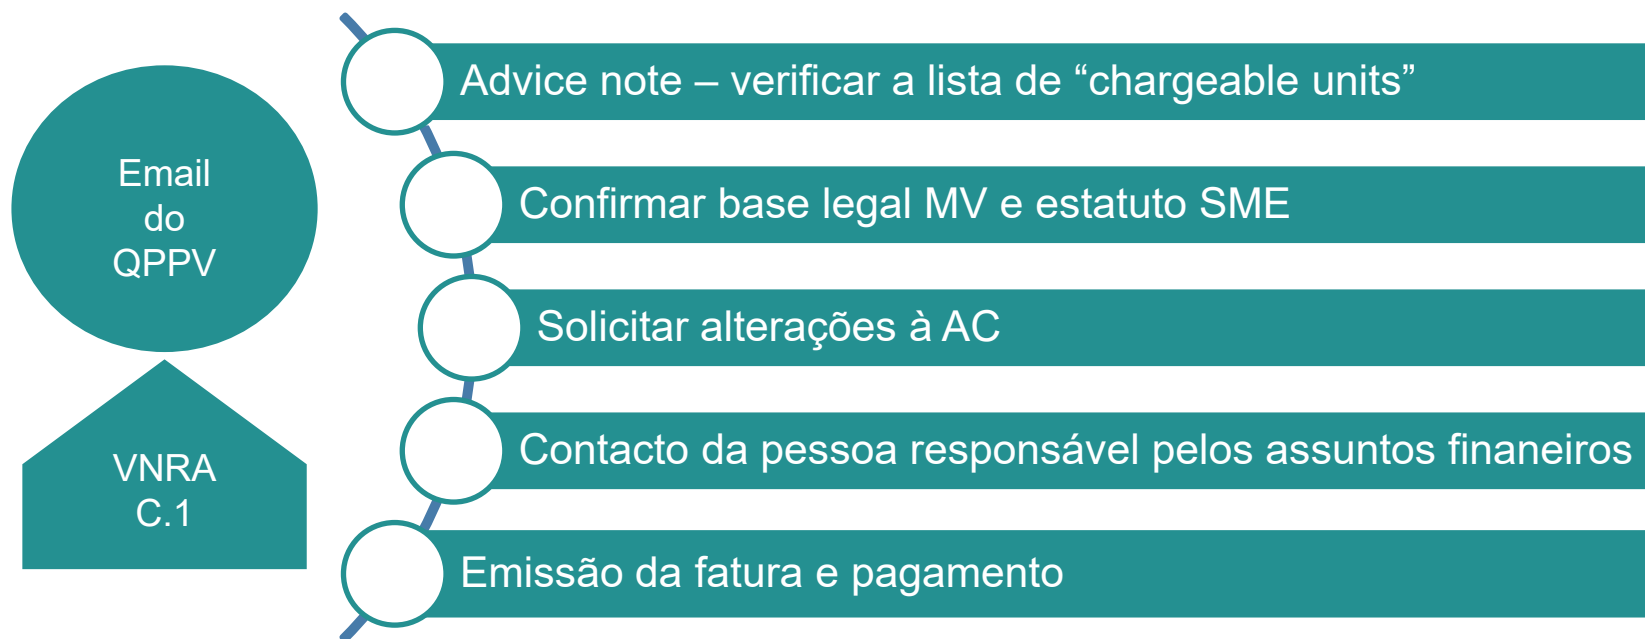 Email
do
QPPV
VNRA
C.1
Advice note – verificar a lista de “chargeable units”
Confirmar base legal MV e estatuto SME
Solicitar alterações à AC
Contacto da pessoa responsável pelos assuntos finaneiros
Emissão da fatura e pagamento